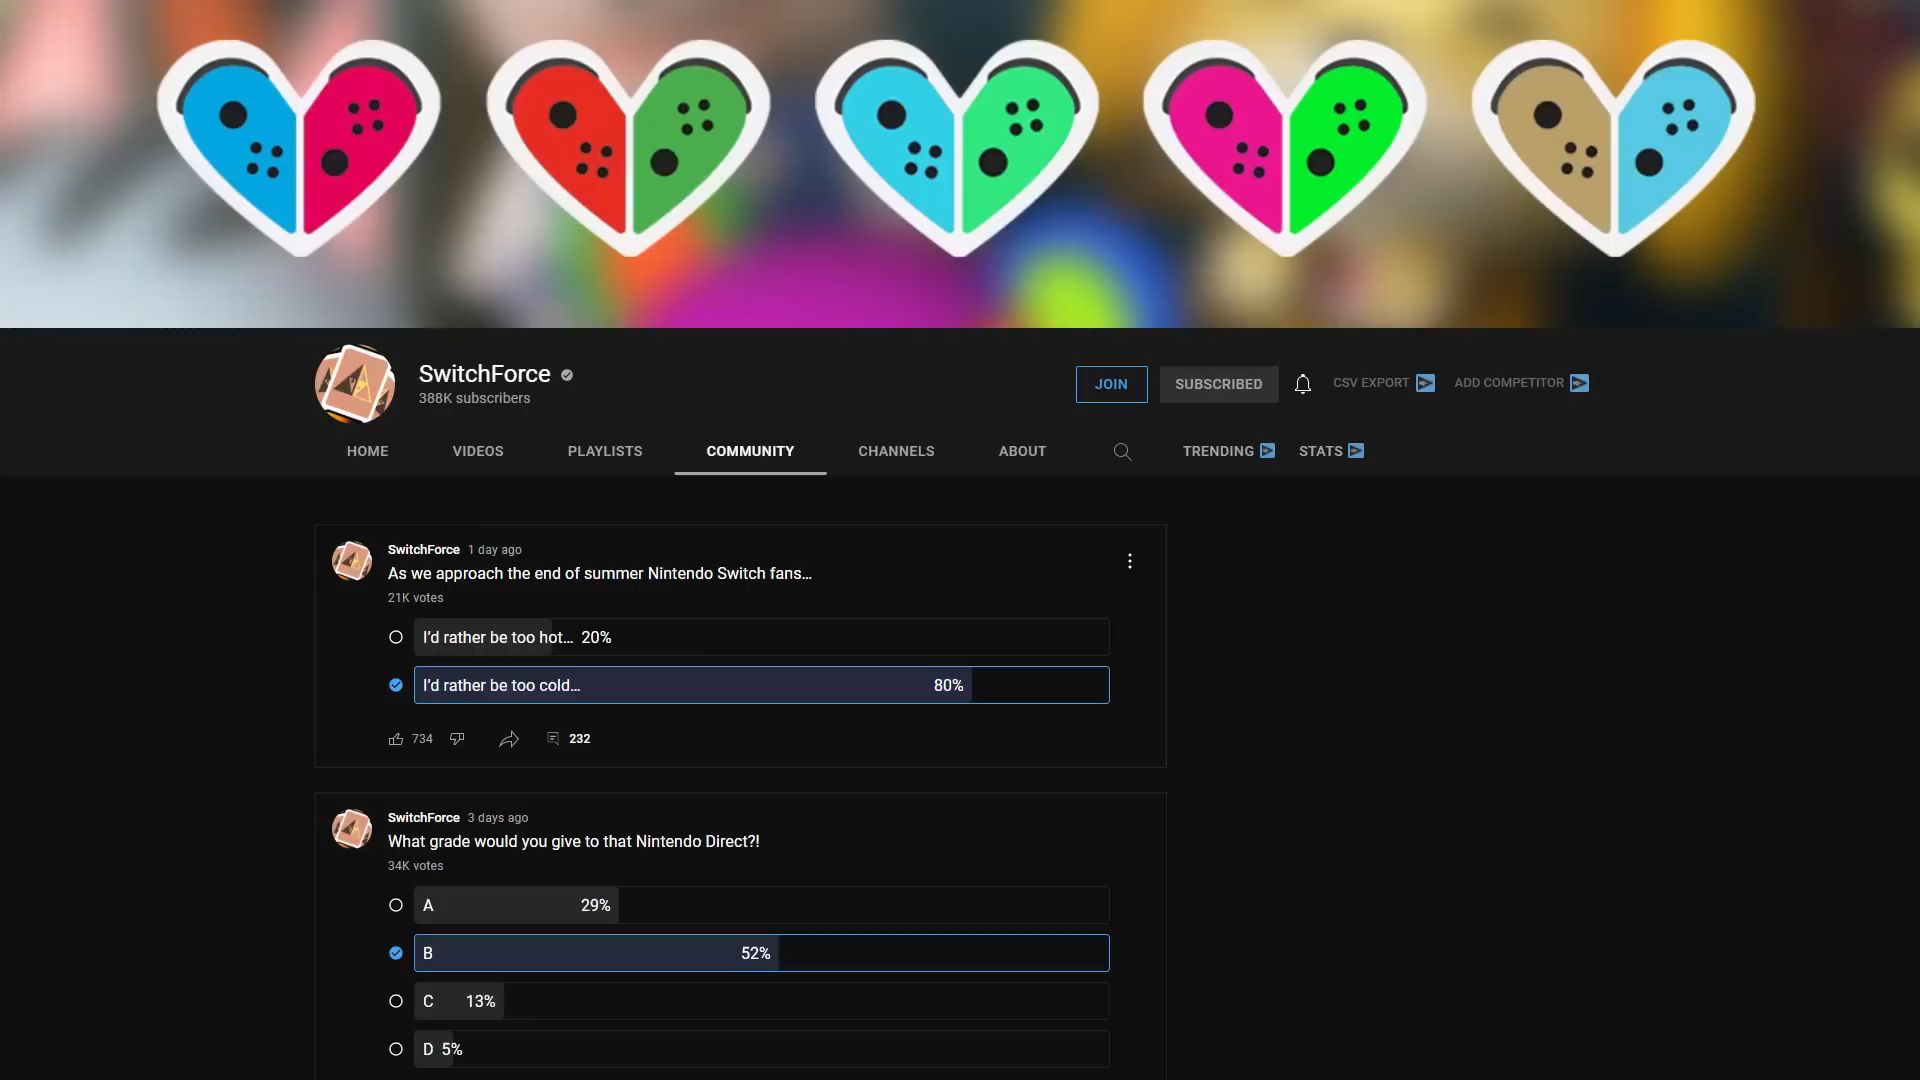 SwitchForce
388K subscribers
JOIN
SUBSCRIBED
CSV EXPORT
ADD COMPETITOR
HOME
VIDEOS
PLAYLISTS
COMMUNITY
CHANNELS
ABOUT
TRENDING
STATS
SwitchForce 1 day ago
As we approach the end of summer Nintendo Switch fans...
21K votes
I'd rather be too hot... 20%
I'd rather be too cold... 80%
734
232
SwitchForce 3 days ago
What grade would you give to that Nintendo Direct?!
34K votes
A 29%
B 52%
C 13%
D 5%